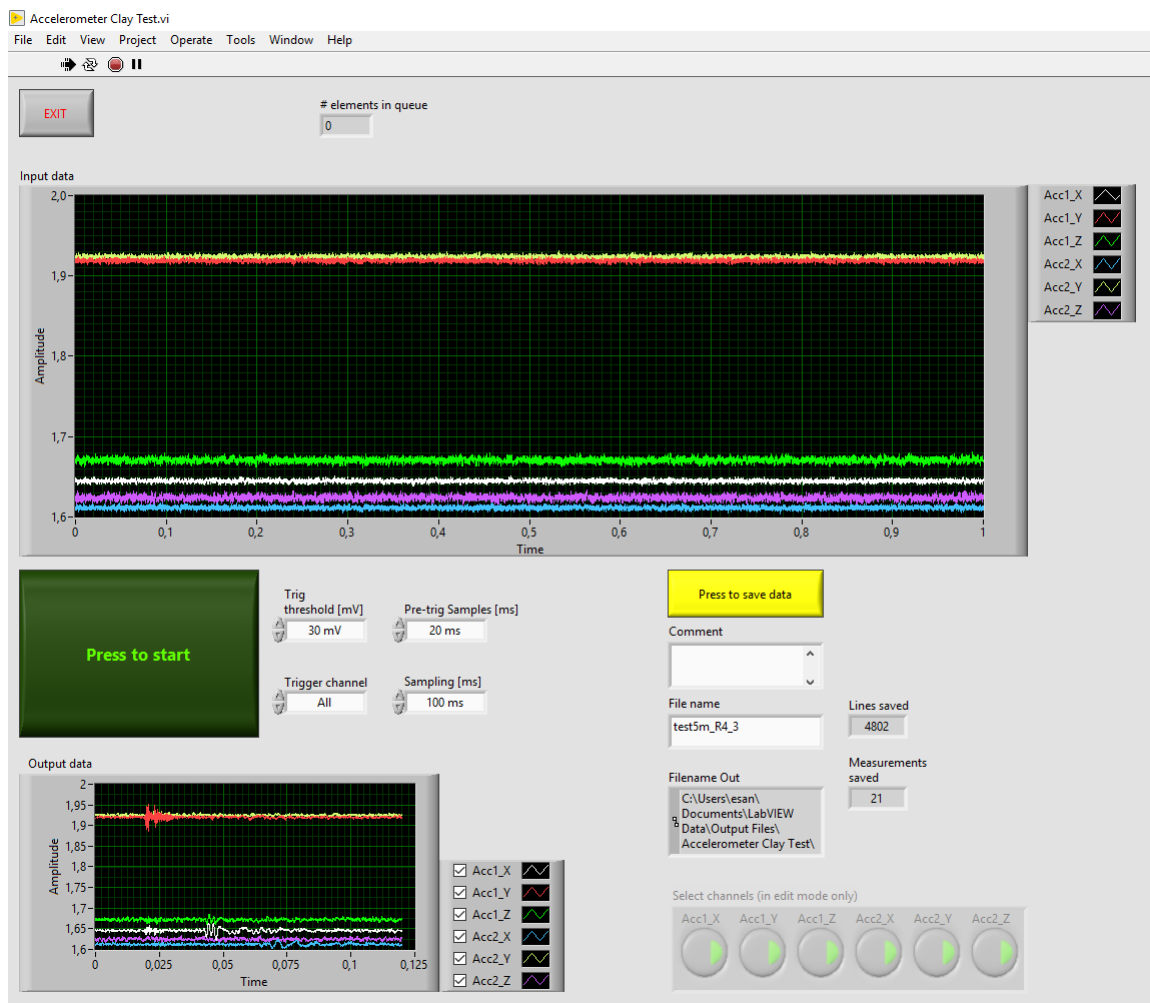 Accelerometer Clay Test.vi
File Edit View Project Operate Tools Window Help
EXIT
# elements in queue
0
Input data
2,0
1,9
1,8
1,7
1,6
Amplitude
0 0,1 0,2 0,3 0,4 0,5 0,6 0,7 0,8 0,9 1
Time
Acc1_X
Acc1_Y
Acc1_Z
Acc2_X
Acc2_Y
Acc2_Z
Press to start
Trig
threshold [mV]
30 mV
Pre-trig Samples [ms]
20 ms
Trigger channel
All
Sampling [ms]
100 ms
Press to save data
Comment
File name
test5m_R4_3
Lines saved
4802
Filename Out
C:\Users\esan\
Documents\LabVIEW
Data\Output Files\
Accelerometer Clay Test\
Measurements
saved
21
Output data
2
1,95
1,9
1,85
1,8
1,75
1,7
1,65
1,6
Amplitude
0 0,025 0,05 0,075 0,1 0,125
Time
Acc1_X
Acc1_Y
Acc1_Z
Acc2_X
Acc2_Y
Acc2_Z
Select channels (in edit mode only)
Acc1_X Acc1_Y Acc1_Z Acc2_X Acc2_Y Acc2_Z